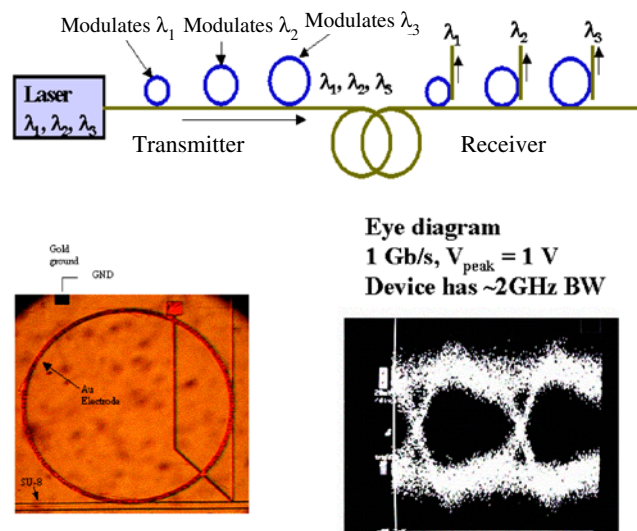 Modulates λ1 Modulates λ2 Modulates λ3
λ1 λ2 λ3
Laser
λ1, λ2, λ3
λ1, λ2, λ3
Transmitter
Receiver
Eye diagram
1 Gb/s, Vpeak = 1 V
Device has ~2GHz BW
Gold
ground
GND
Au
Electrode
SU-8